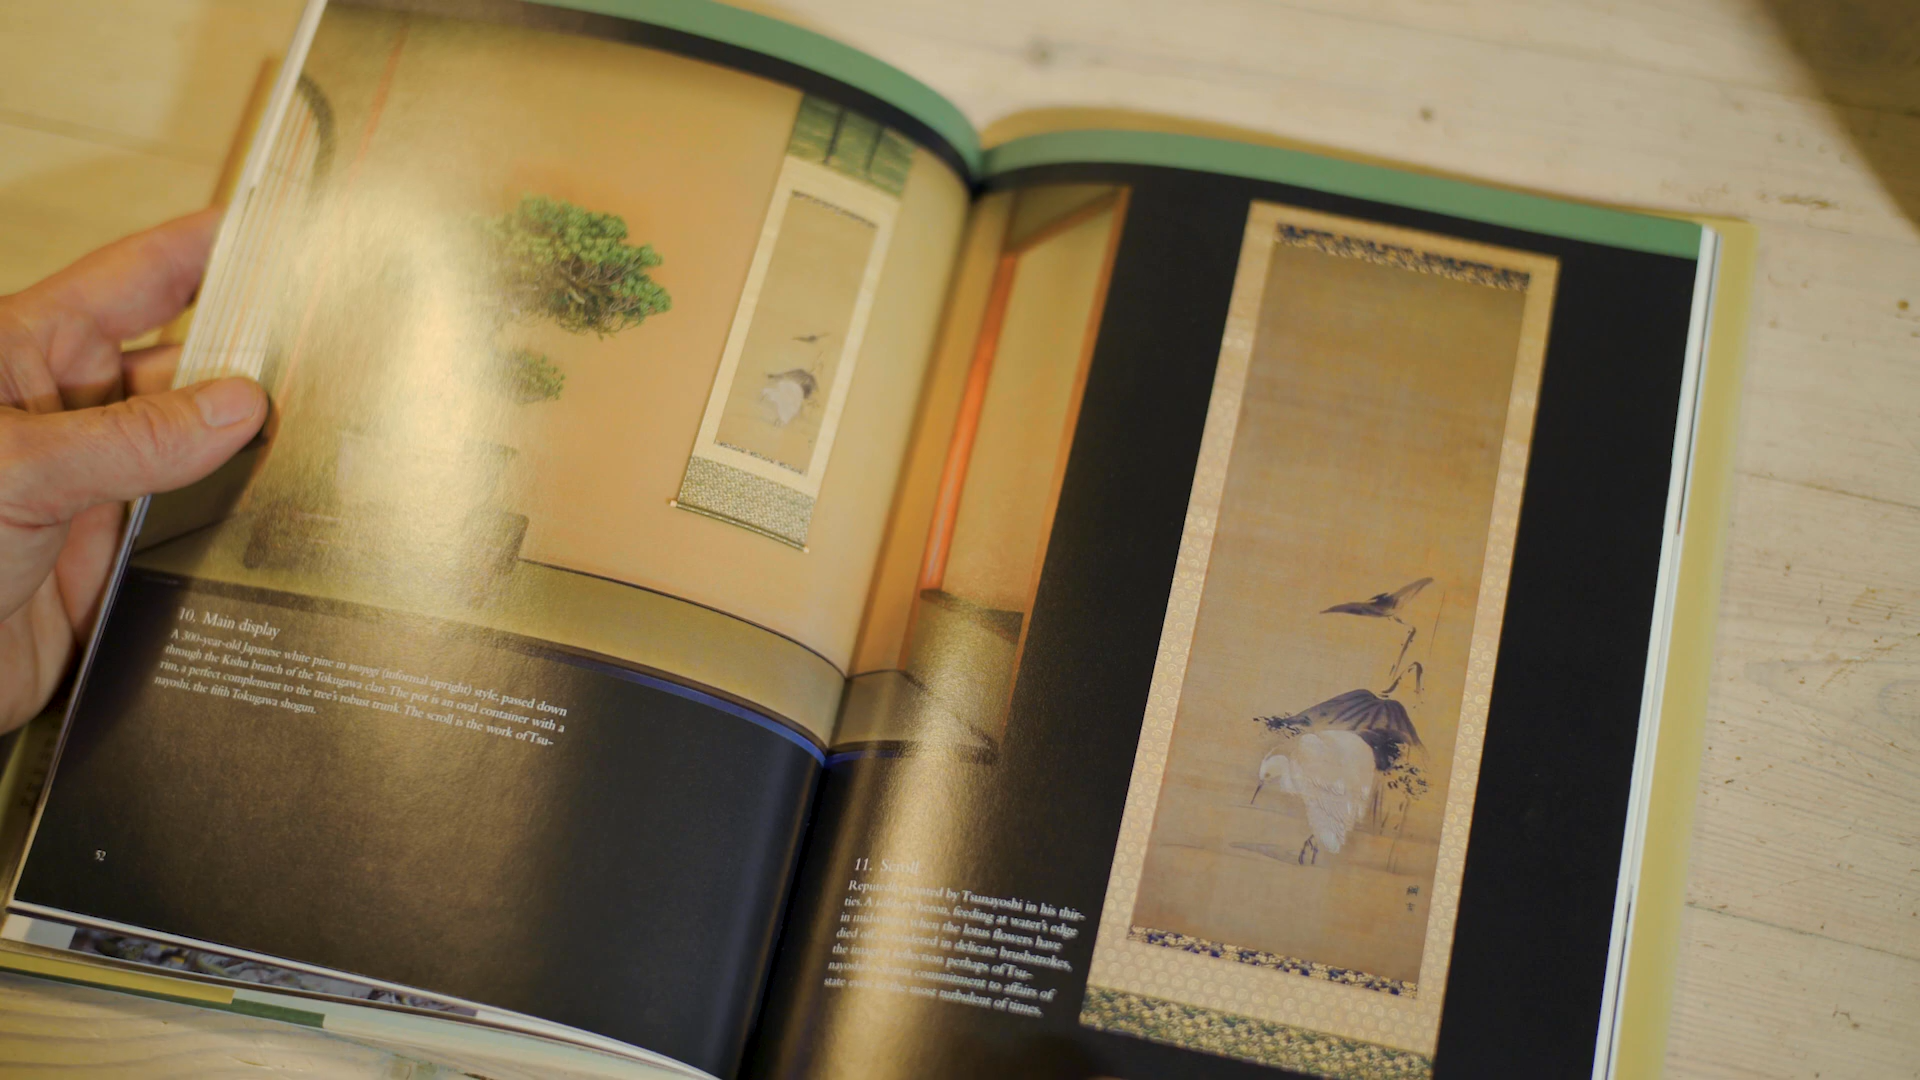 10. Main display
A 300-year-old Japanese white pine in moyogi (informal upright) style, passed down
through the Kishu branch of the Tokugawa clan. The pot is an oval container with a
rim, a perfect complement to the tree's robust trunk. The scroll is the work of Tsu-
nayoshi, the fifth Tokugawa shogun.
52
11. Scroll
Reputedly painted by Tsunayoshi in his thir-
ties. A solitary heron, feeding at water's edge
in midwinter when the lotus flowers have
died off, is rendered in delicate brushstrokes,
the image a reflection perhaps of Tsu-
nayoshi's own commitment to affairs of
state even in the most turbulent of times.